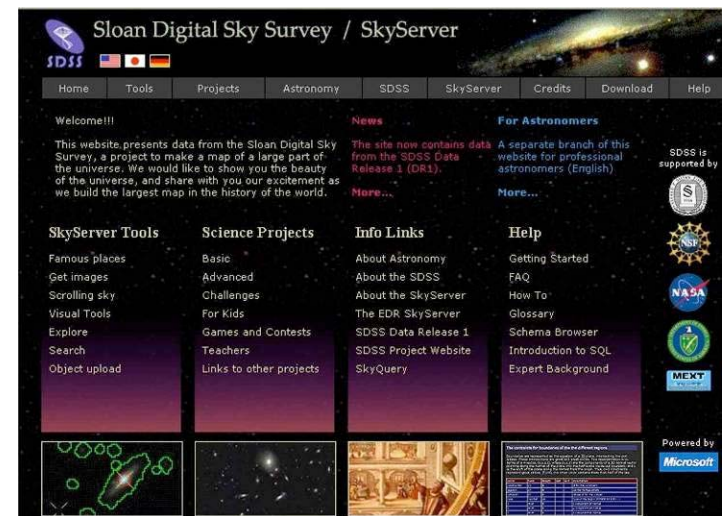 Sloan Digital Sky Survey / SkyServer
SDSS
Home Tools Projects Astronomy SDSS SkyServer Credits Download Help
Welcome!!!
This website presents data from the Sloan Digital Sky
Survey, a project to make a map of a large part of
the universe. We would like to show you the beauty
of the universe, and share with you our excitement as
we build the largest map in the history of the world.
News
The site now contains data
from the SDSS Data
Release 1 (DR1).
More...
For Astronomers
A separate branch of this
website for professional
astronomers (English)
More...
SDSS is
supported by
NSF
NASA
MEXT
Powered by
Microsoft
SkyServer Tools
Famous places
Get images
Scrolling sky
Visual Tools
Explore
Search
Object upload
Science Projects
Basic
Advanced
Challenges
For Kids
Games and Contests
Teachers
Links to other projects
Info Links
About Astronomy
About the SDSS
About the SkyServer
The EDR SkyServer
SDSS Data Release 1
SDSS Project Website
SkyQuery
Help
Getting Started
FAQ
How To
Glossary
Schema Browser
Introduction to SQL
Expert Background